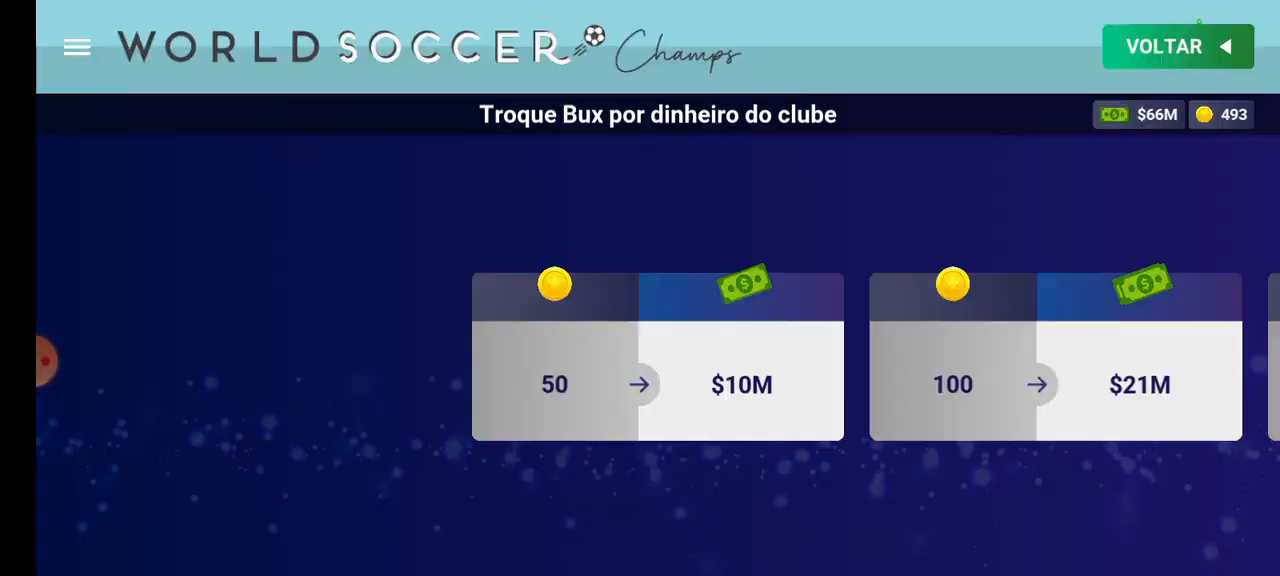 WORLD SOCCER Champs
VOLTAR
Troque Bux por dinheiro do clube
$66M
493
50
$10M
100
$21M